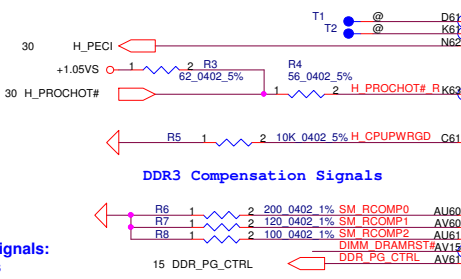 T1 @ D61
T2 @ K61
30 H_PECI N62
+1.05VS 1 2 R3 R4
62_0402_5% 56_0402_5%
30 H_PROCHOT# 1 2 H_PROCHOT#_R K63
R5 1 2 10K_0402_5% H_CPUPWRGD C61
DDR3 Compensation Signals
R6 1 2 200_0402_1% SM_RCOMP0 AU60
R7 1 2 120_0402_1% SM_RCOMP1 AV60
R8 1 2 100_0402_1% SM_RCOMP2 AU61
ignals: DIMM_DRAMRST# AV15
15 DDR_PG_CTRL DDR_PG_CTRL AV61